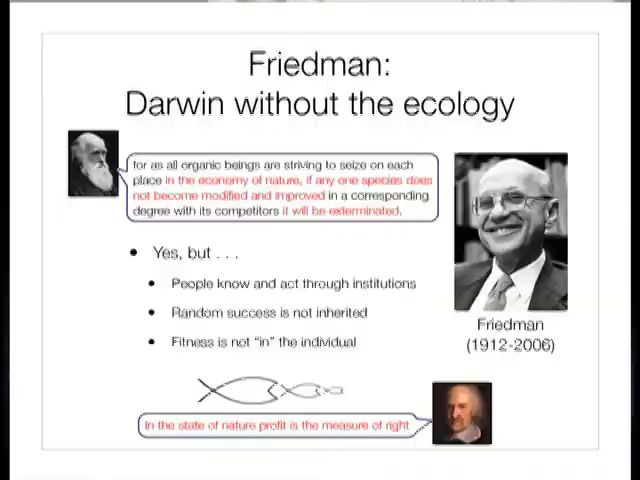 Friedman:
Darwin without the ecology
for as all organic beings are striving to seize on each
place in the economy of nature, if any one species does
not become modified and improved in a corresponding
degree with its competitors it will be exterminated.
• Yes, but . . .
• People know and act through institutions
• Random success is not inherited
• Fitness is not "in" the individual
Friedman
(1912-2006)
In the state of nature profit is the measure of right